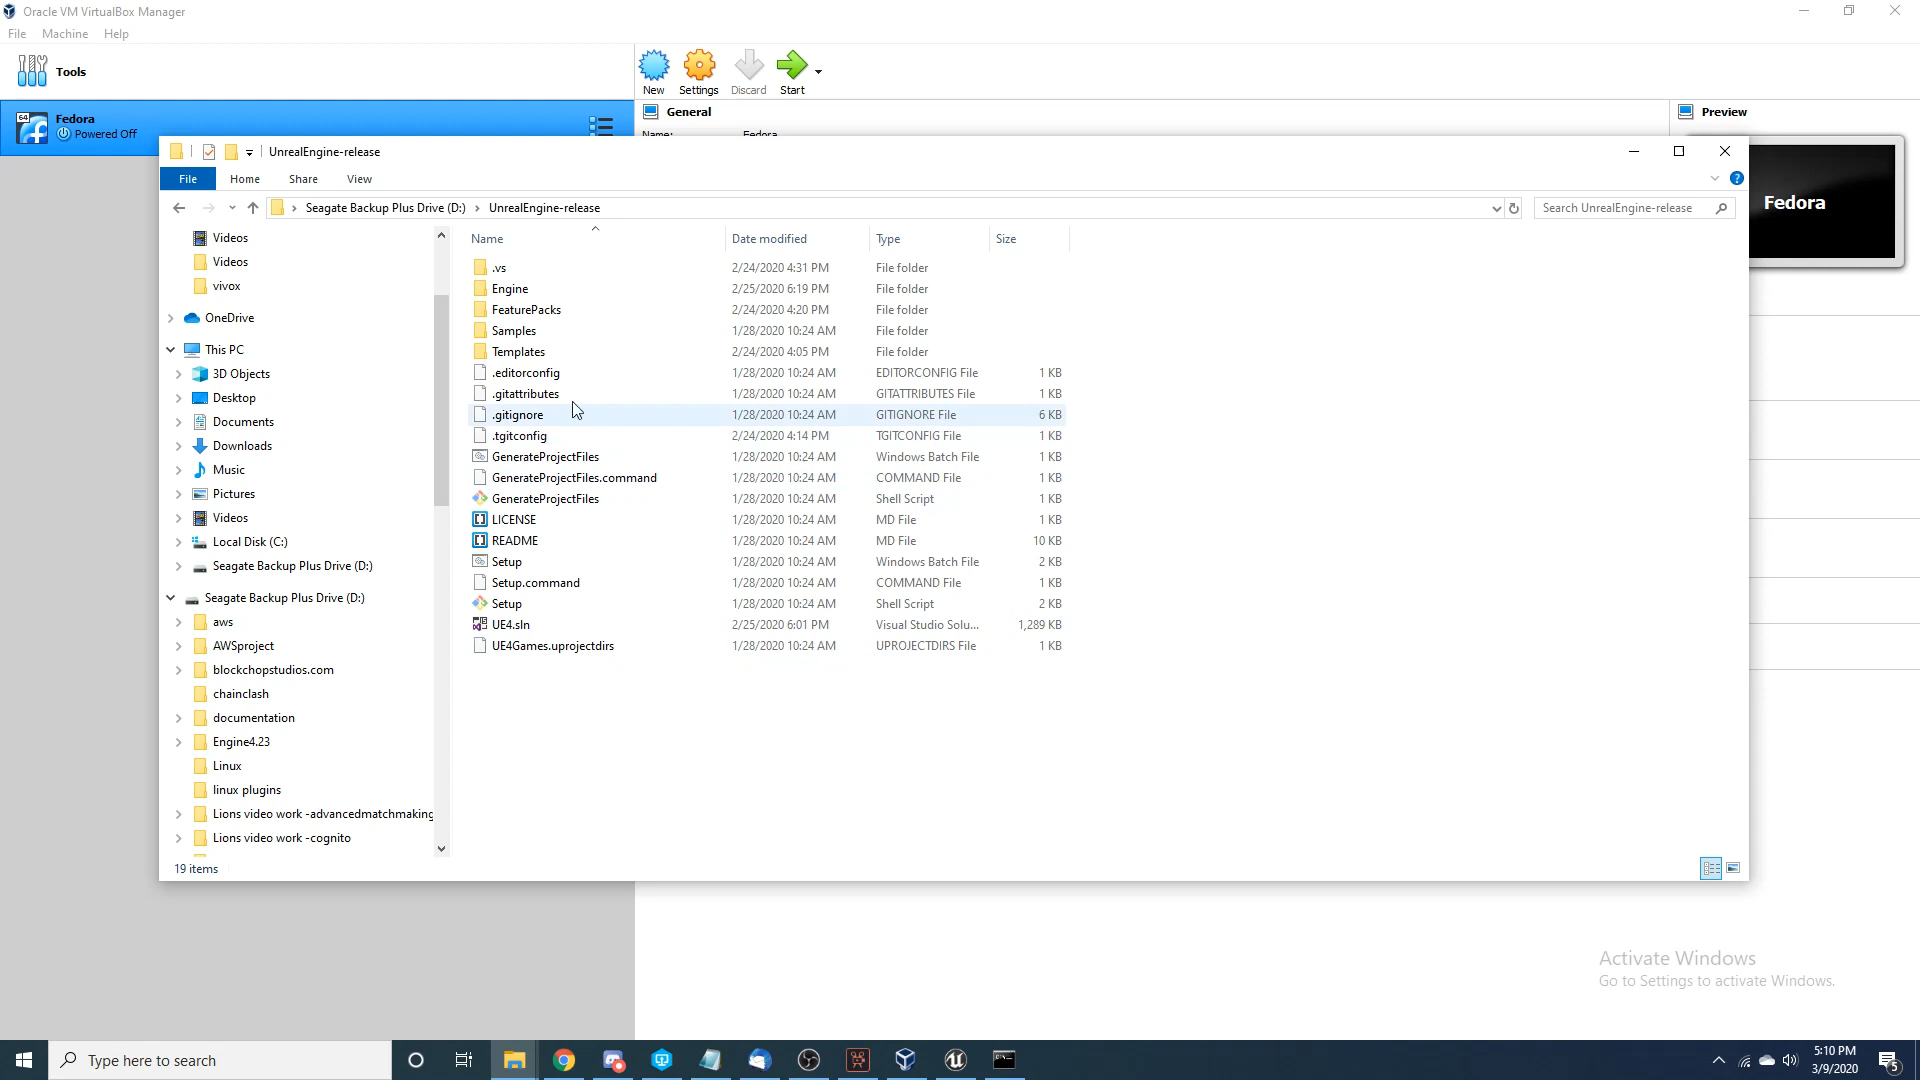 Oracle VM VirtualBox Manager
File Machine Help
Tools
New Settings Discard Start
64 Fedora
Powered Off
General
Name: Fedora
Preview
Fedora
UnrealEngine-release
File Home Share View
Seagate Backup Plus Drive (D:) › UnrealEngine-release
Search UnrealEngine-release
Videos
Videos
vivox
OneDrive
This PC
3D Objects
Desktop
Documents
Downloads
Music
Pictures
Videos
Local Disk (C:)
Seagate Backup Plus Drive (D:)
Seagate Backup Plus Drive (D:)
aws
AWSproject
blockchopstudios.com
chainclash
documentation
Engine4.23
Linux
linux plugins
Lions video work -advancedmatchmaking
Lions video work -cognito
Name Date modified Type Size
.vs 2/24/2020 4:31 PM File folder
Engine 2/25/2020 6:19 PM File folder
FeaturePacks 2/24/2020 4:20 PM File folder
Samples 1/28/2020 10:24 AM File folder
Templates 2/24/2020 4:05 PM File folder
.editorconfig 1/28/2020 10:24 AM EDITORCONFIG File 1 KB
.gitattributes 1/28/2020 10:24 AM GITATTRIBUTES File 1 KB
.gitignore 1/28/2020 10:24 AM GITIGNORE File 6 KB
.tgitconfig 2/24/2020 4:14 PM TGITCONFIG File 1 KB
GenerateProjectFiles 1/28/2020 10:24 AM Windows Batch File 1 KB
GenerateProjectFiles.command 1/28/2020 10:24 AM COMMAND File 1 KB
GenerateProjectFiles 1/28/2020 10:24 AM Shell Script 1 KB
LICENSE 1/28/2020 10:24 AM MD File 1 KB
README 1/28/2020 10:24 AM MD File 10 KB
Setup 1/28/2020 10:24 AM Windows Batch File 2 KB
Setup.command 1/28/2020 10:24 AM COMMAND File 1 KB
Setup 1/28/2020 10:24 AM Shell Script 2 KB
UE4.sln 2/25/2020 6:01 PM Visual Studio Solu... 1,289 KB
UE4Games.uprojectdirs 1/28/2020 10:24 AM UPROJECTDIRS File 1 KB
19 items
Activate Windows
Go to Settings to activate Windows.
Type here to search
5:10 PM
3/9/2020
5